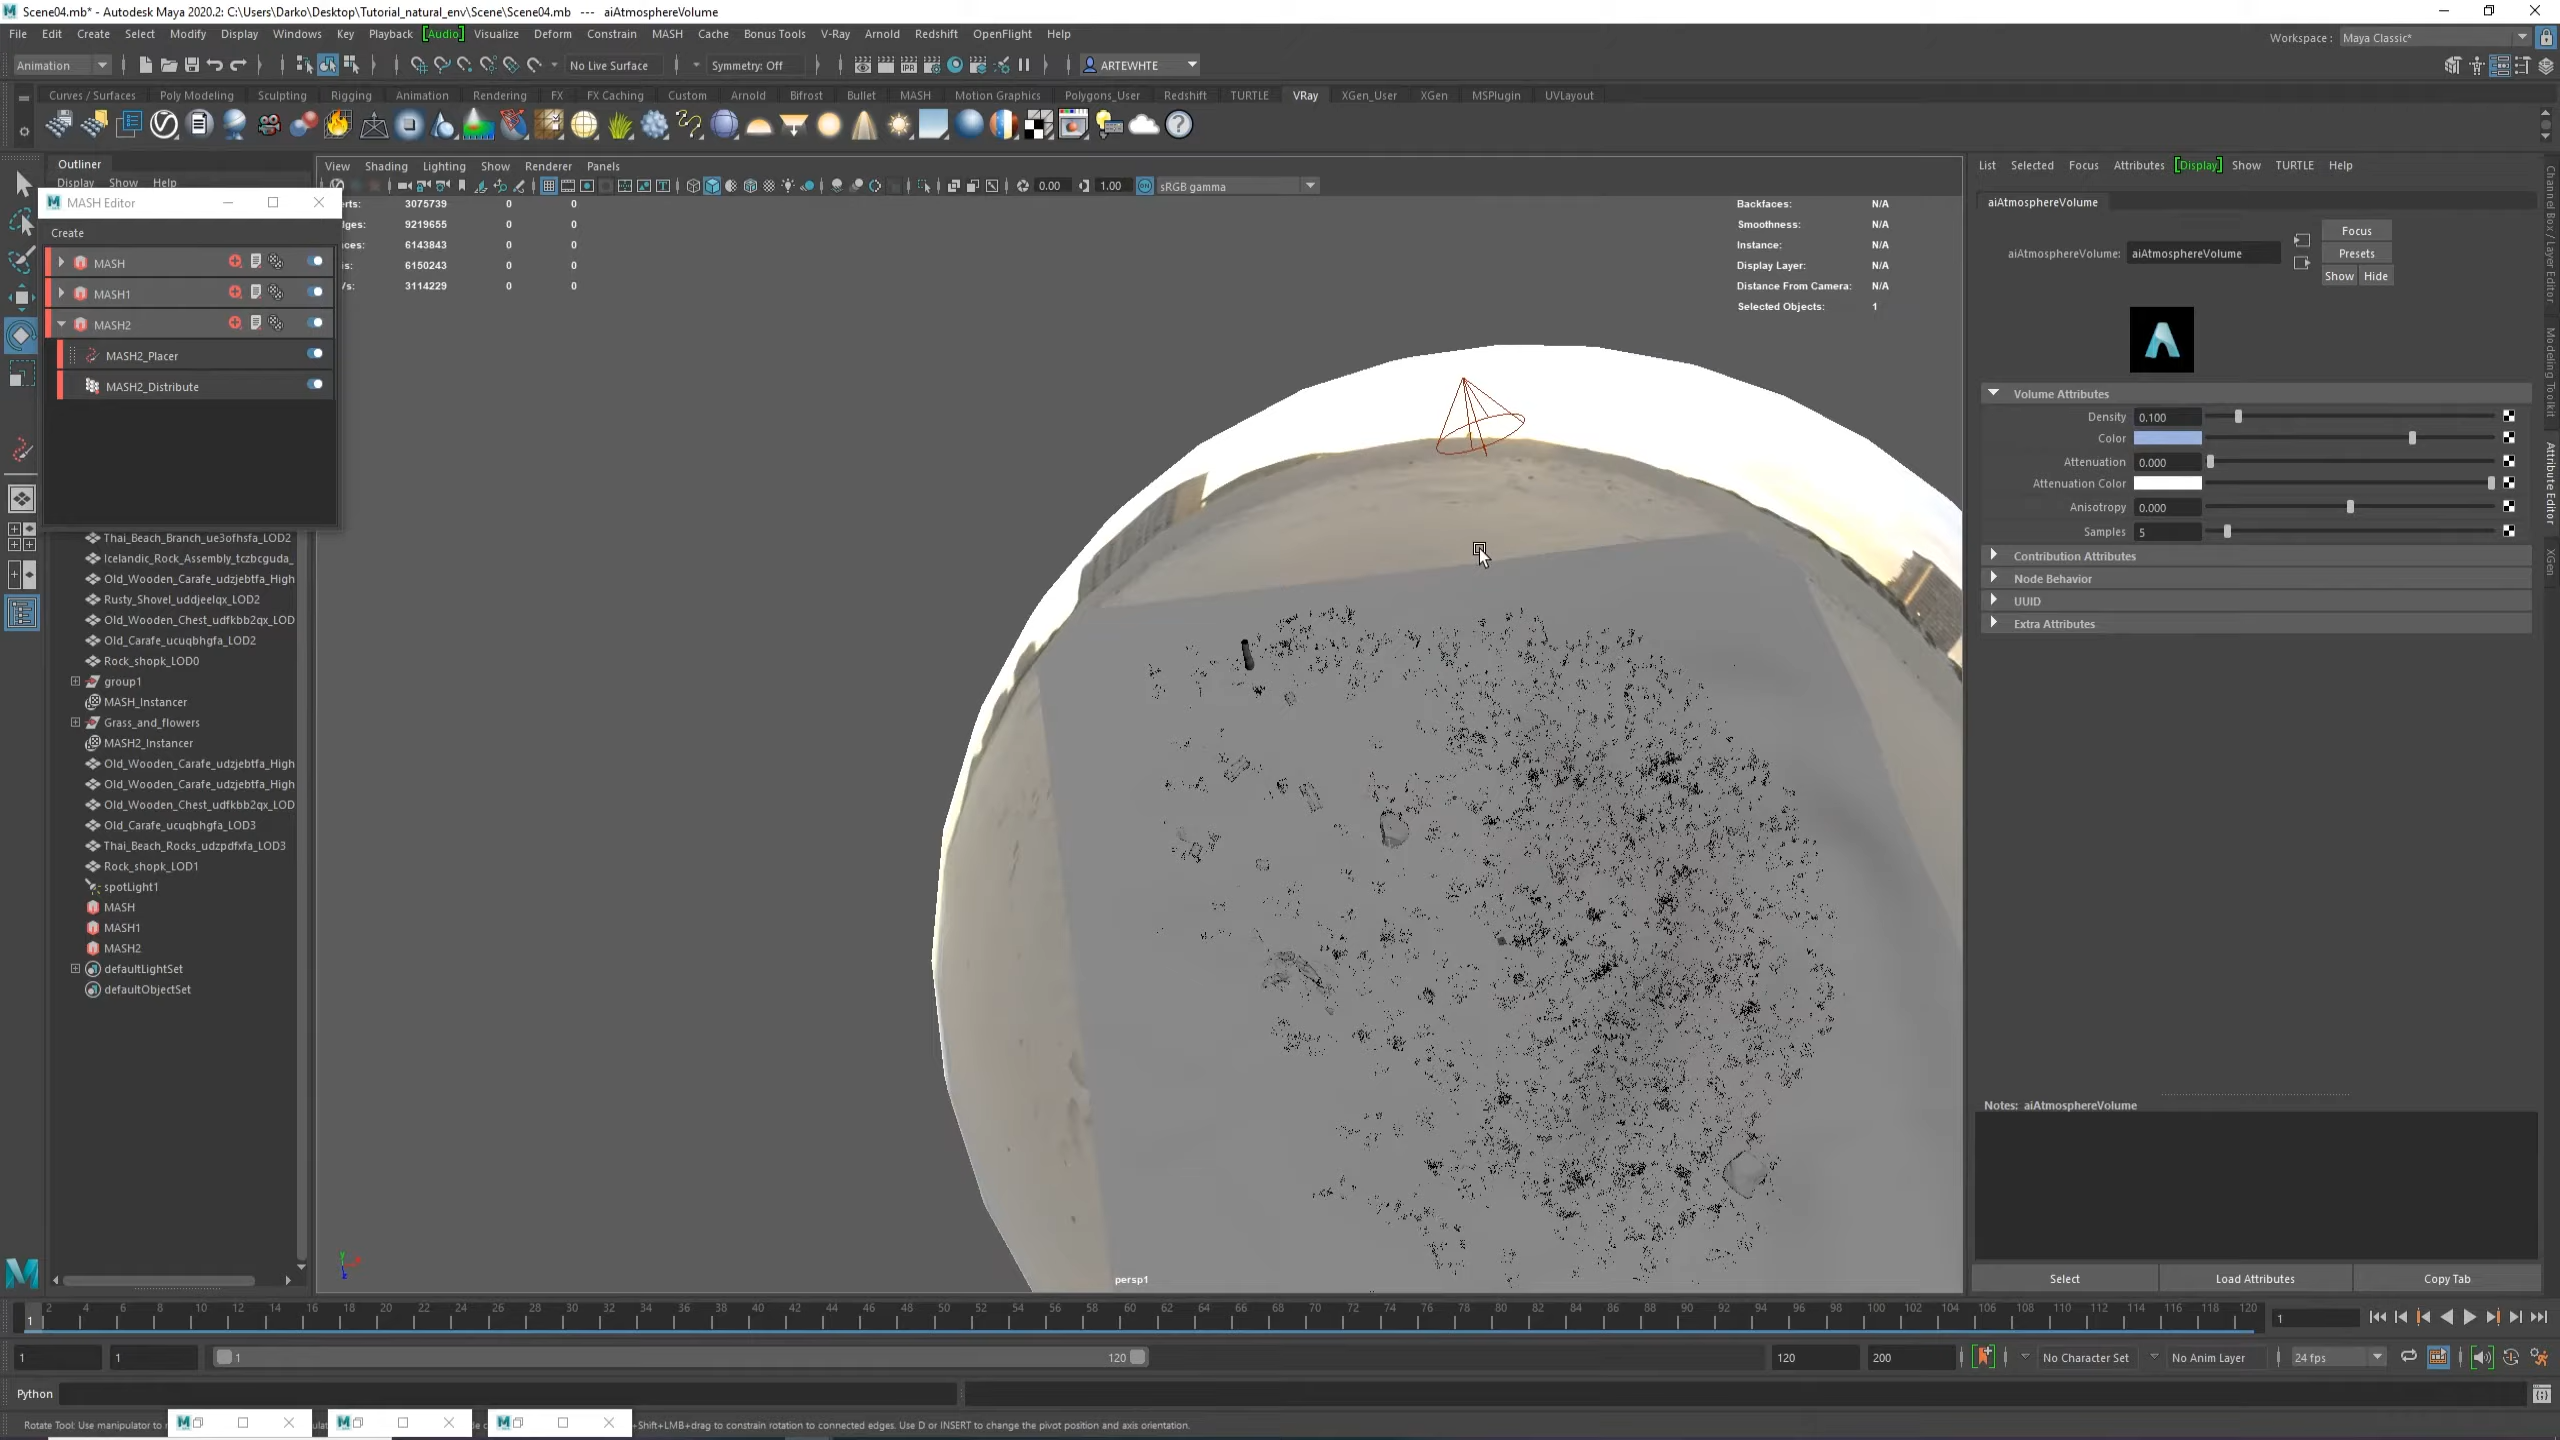 Scene04.mb* - Autodesk Maya 2020.2: C:\Users\Darko\Desktop\Tutorial_natural_env\Scene\Scene04.mb --- aiAtmosphereVolume
File Edit Create Select Modify Display Windows Key Playback [Audio] Visualize Deform Constrain MASH Cache Bonus Tools V-Ray Arnold Redshift OpenFlight Help
Workspace : Maya Classic*
Animation No Live Surface Symmetry: Off IPR ARTEWHTE
Curves / Surfaces Poly Modeling Sculpting Rigging Animation Rendering FX FX Caching Custom Arnold Bifrost Bullet MASH Motion Graphics Polygons_User Redshift TURTLE VRay XGen_User XGen MSPlugin UVLayout
Outliner
Display Show Help
MASH Editor
Create
MASH
MASH1
MASH2
MASH2_Placer
MASH2_Distribute
Thai_Beach_Branch_ue3ofhsfa_LOD2
Icelandic_Rock_Assembly_tczbcguda_
Old_Wooden_Carafe_udzjebtfa_High
Rusty_Shovel_uddjeelqx_LOD2
Old_Wooden_Chest_udfkbb2qx_LOD
Old_Carafe_ucuqbhgfa_LOD2
Rock_shopk_LOD0
group1
MASH_Instancer
Grass_and_flowers
MASH2_Instancer
Old_Wooden_Carafe_udzjebtfa_High
Old_Wooden_Carafe_udzjebtfa_High
Old_Wooden_Chest_udfkbb2qx_LOD
Old_Carafe_ucuqbhgfa_LOD3
Thai_Beach_Rocks_udzpdfxfa_LOD3
Rock_shopk_LOD1
spotLight1
MASH
MASH1
MASH2
defaultLightSet
defaultObjectSet
View Shading Lighting Show Renderer Panels
0.00 1.00 sRGB gamma
erts: 3075739 0 0
lges: 9219655 0 0
ces: 6143843 0 0
is: 6150243 0 0
/s: 3114229 0 0
Backfaces: N/A
Smoothness: N/A
Instance: N/A
Display Layer: N/A
Distance From Camera: N/A
Selected Objects: 1
persp1
List Selected Focus Attributes [Display] Show TURTLE Help
aiAtmosphereVolume
aiAtmosphereVolume: aiAtmosphereVolume
Focus
Presets
Show Hide
Volume Attributes
Density 0.100
Color
Attenuation 0.000
Attenuation Color
Anisotropy 0.000
Samples 5
Contribution Attributes
Node Behavior
UUID
Extra Attributes
Notes: aiAtmosphereVolume
Select Load Attributes Copy Tab
Channel Box / Layer Editor
Modeling Toolkit
Attribute Editor
XGen
2 4 6 8 10 12 14 16 18 20 22 24 26 28 30 32 34 36 38 40 42 44 46 48 50 52 54 56 58 60 62 64 66 68 70 72 74 76 78 80 82 84 86 88 90 92 94 96 98 100 102 104 106 108 110 112 114 116 118 120
1 1
1 1 1 120 120 200 No Character Set No Anim Layer 24 fps
Python
Rotate Tool: Use manipulator to +Shift+LMB+drag to constrain rotation to connected edges. Use D or INSERT to change the pivot position and axis orientation.